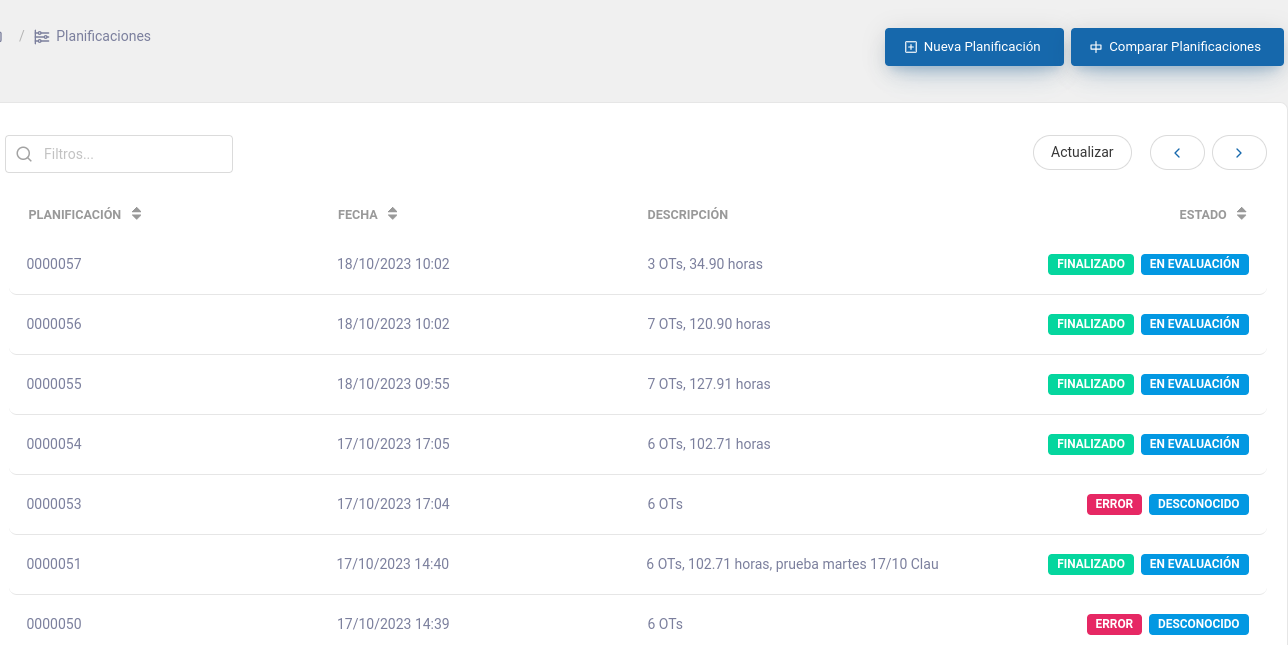 / Planificaciones
Nueva Planificación Comparar Planificaciones
Filtros... Actualizar
PLANIFICACIÓN FECHA DESCRIPCIÓN ESTADO
0000057 18/10/2023 10:02 3 OTs, 34.90 horas FINALIZADO EN EVALUACIÓN
0000056 18/10/2023 10:02 7 OTs, 120.90 horas FINALIZADO EN EVALUACIÓN
0000055 18/10/2023 09:55 7 OTs, 127.91 horas FINALIZADO EN EVALUACIÓN
0000054 17/10/2023 17:05 6 OTs, 102.71 horas FINALIZADO EN EVALUACIÓN
0000053 17/10/2023 17:04 6 OTs ERROR DESCONOCIDO
0000051 17/10/2023 14:40 6 OTs, 102.71 horas, prueba martes 17/10 Clau FINALIZADO EN EVALUACIÓN
0000050 17/10/2023 14:39 6 OTs ERROR DESCONOCIDO